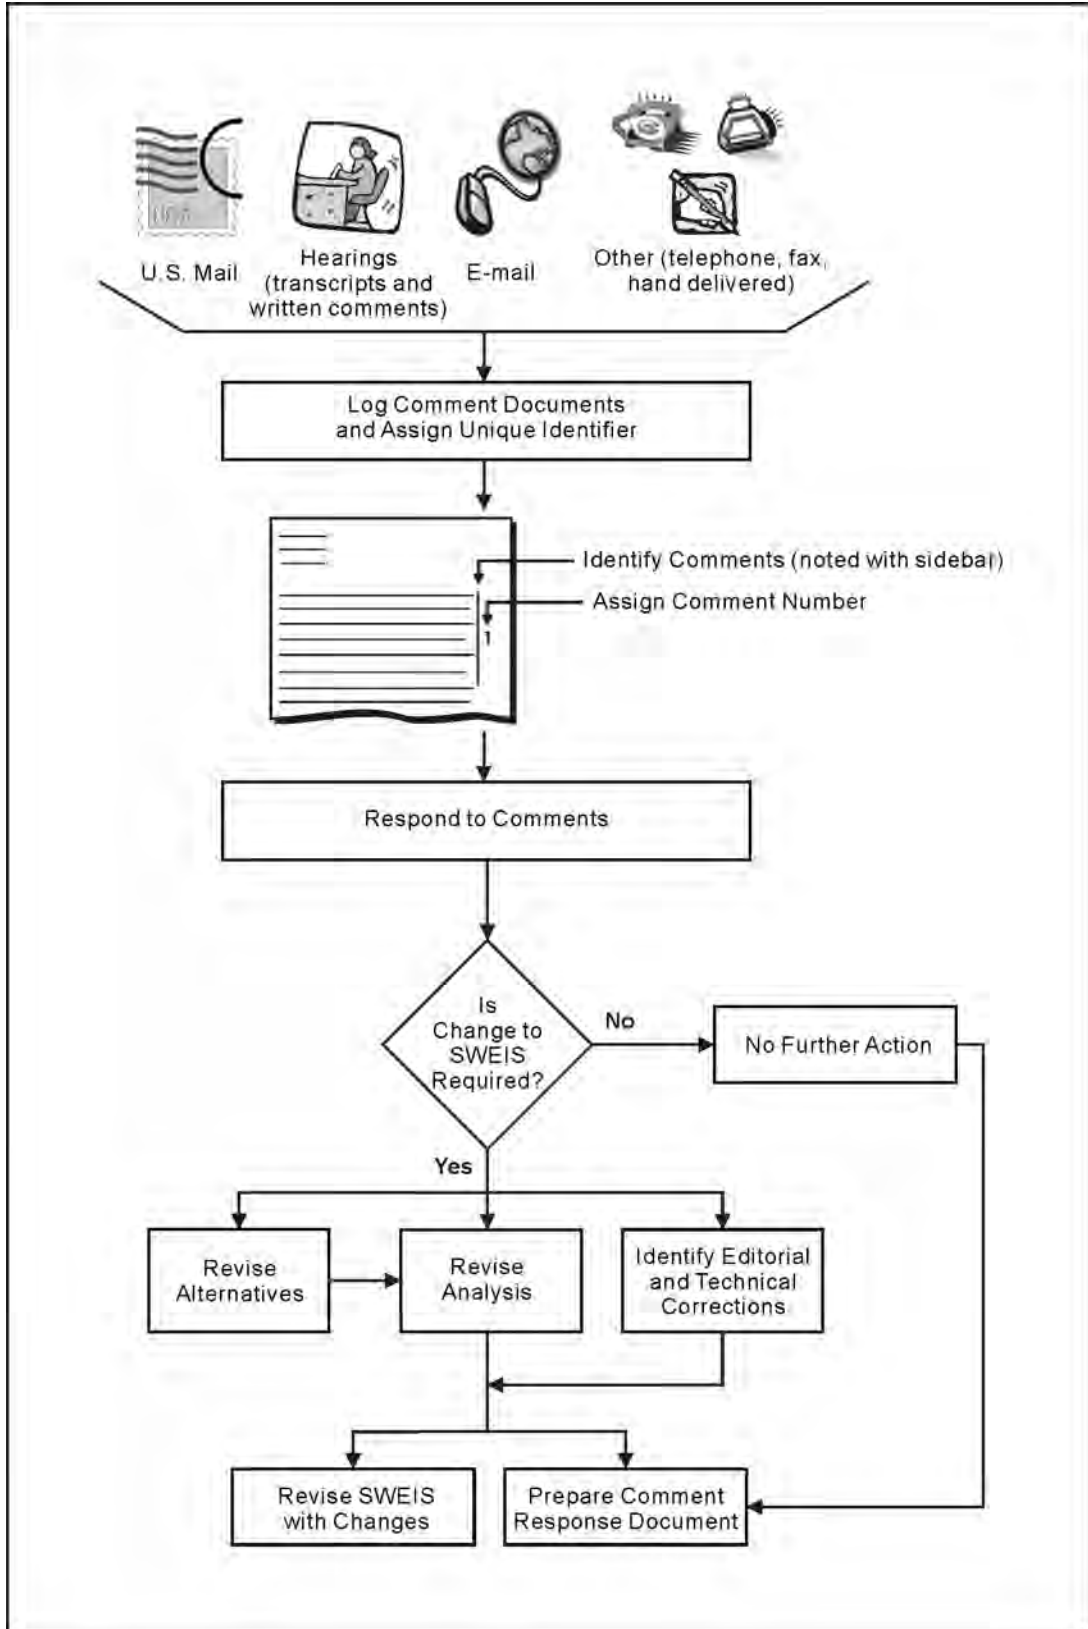 U.S. Mail
Hearings
(transcripts and
written comments)
E-mail
Other (telephone, fax,
hand delivered)
Log Comment Documents
and Assign Unique Identifier
Identify Comments (noted with sidebar)
Assign Comment Number
1
Respond to Comments
Is
Change to
SWEIS
Required?
No
No Further Action
Yes
Revise
Alternatives
Revise
Analysis
Identify Editorial
and Technical
Corrections
Revise SWEIS
with Changes
Prepare Comment
Response Document